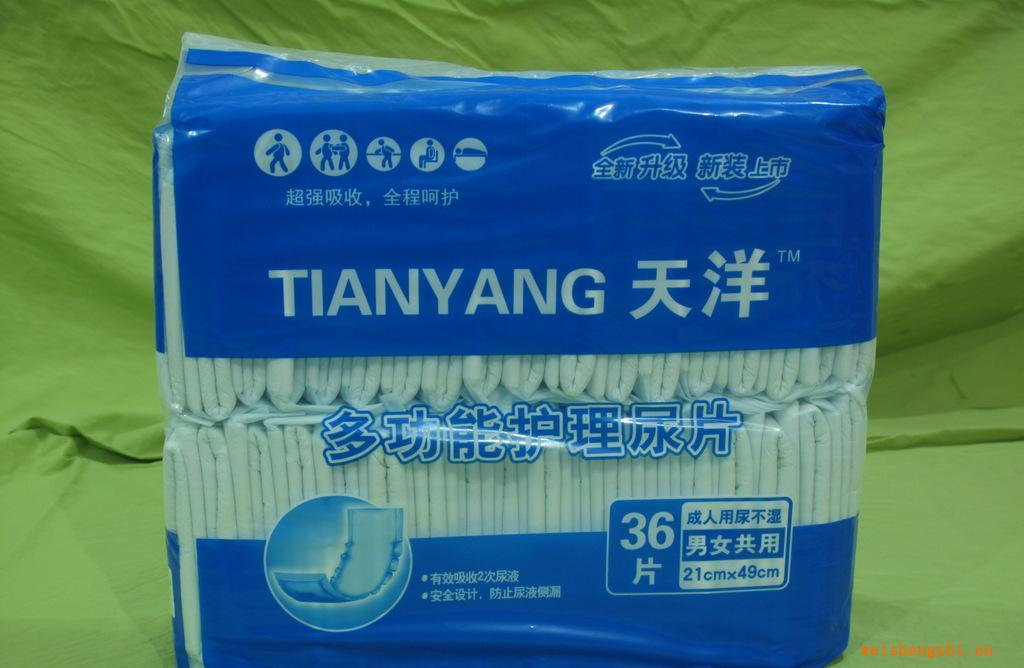 全新升级 新装上市
超强吸收，全程呵护
TIANYANG 天洋™
多功能护理尿片
36片
成人用尿不湿
男女共用
21cm×49cm
•有效吸收2次尿液
•安全设计，防止尿液侧漏
weishengzhi.cn